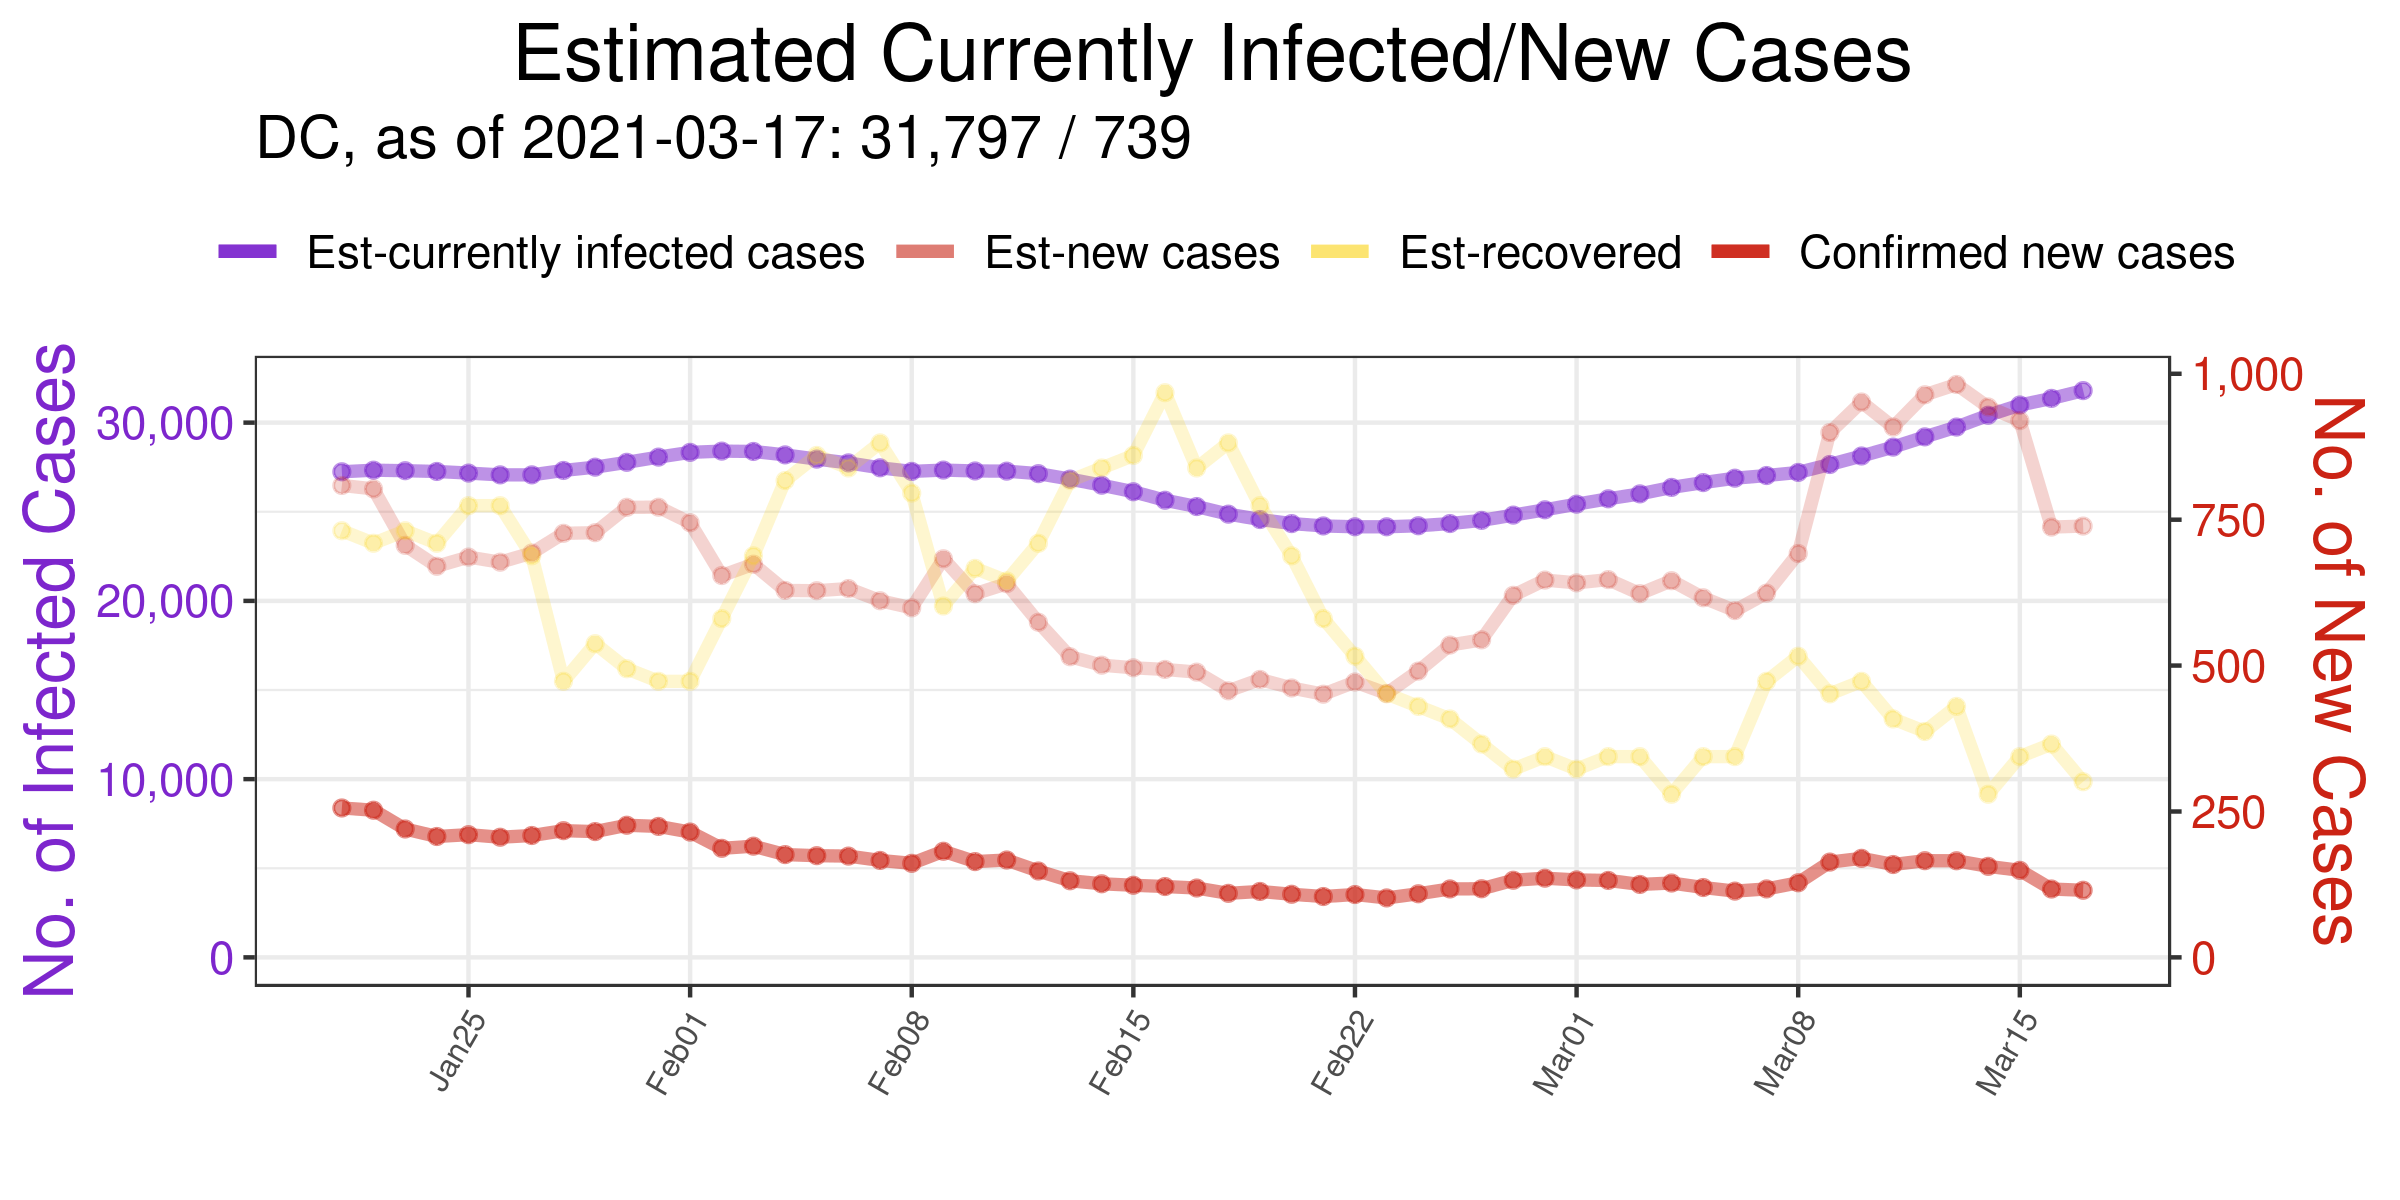 Estimated Currently Infected/New Cases
DC, as of 2021-03-17: 31,797 / 739
Est-currently infected cases Est-new cases Est-recovered Confirmed new cases
No. of Infected Cases
30,000
20,000
10,000
0
1,000
750
500
250
0
No. of New Cases
Jan25 Feb01 Feb08 Feb15 Feb22 Mar01 Mar08 Mar15